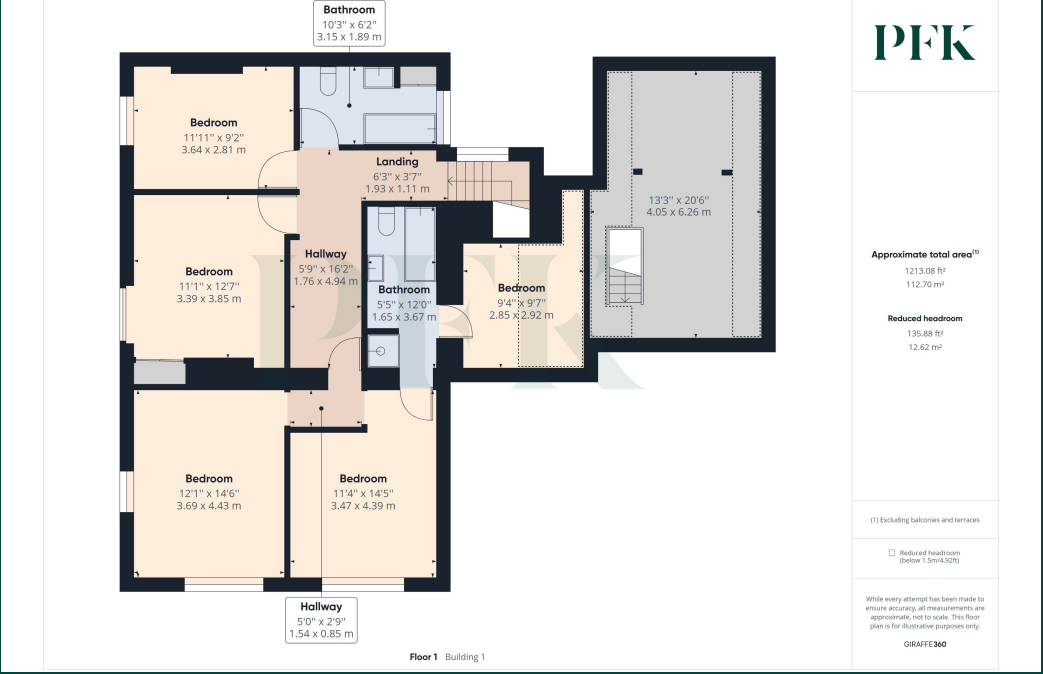 Bathroom
10'3" x 6'2"
3.15 x 1.89 m
PFK
Bedroom
11'11" x 9'2"
3.64 x 2.81 m
Landing
6'3" x 3'7"
1.93 x 1.11 m
13'3" x 20'6"
4.05 x 6.26 m
Hallway
5'9" x 16'2"
1.76 x 4.94 m
Bedroom
11'1" x 12'7"
3.39 x 3.85 m
Bathroom
5'5" x 12'0"
1.65 x 3.67 m
Bedroom
9'4" x 9'7"
2.85 x 2.92 m
PFK
Bedroom
12'1" x 14'6"
3.69 x 4.43 m
Bedroom
11'4" x 14'5"
3.47 x 4.39 m
Hallway
5'0" x 2'9"
1.54 x 0.85 m
Floor 1 Building 1
Approximate total area(1)
1213.08 ft²
112.70 m²
Reduced headroom
135.88 ft²
12.62 m²
(1) Excluding balconies and terraces
Reduced headroom
(below 1.5m/4.92ft)
While every attempt has been made to
ensure accuracy, all measurements are
approximate, not to scale. This floor
plan is for illustrative purposes only.
GIRAFFE360